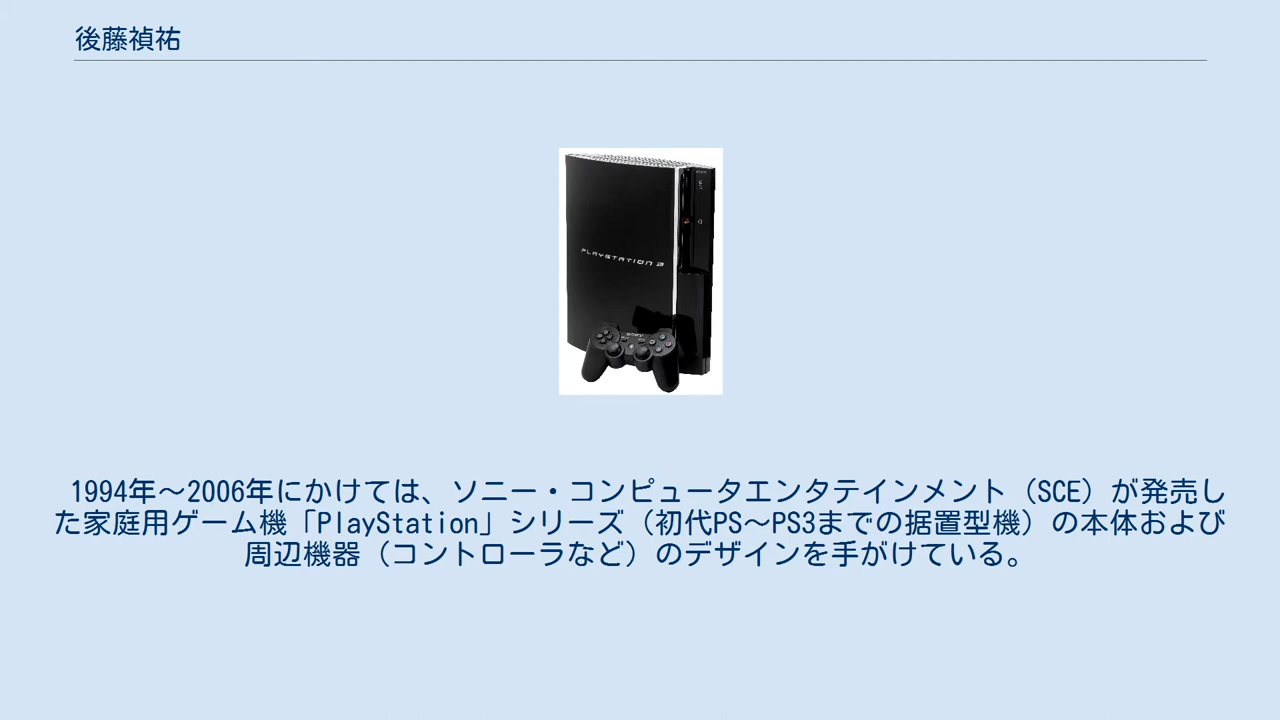 後藤禎祐
PLAYSTATION 3
1994年～2006年にかけては、ソニー・コンピュータエンタテインメント（SCE）が発売し
た家庭用ゲーム機「PlayStation」シリーズ（初代PS～PS3までの据置型機）の本体および
周辺機器（コントローラなど）のデザインを手がけている。